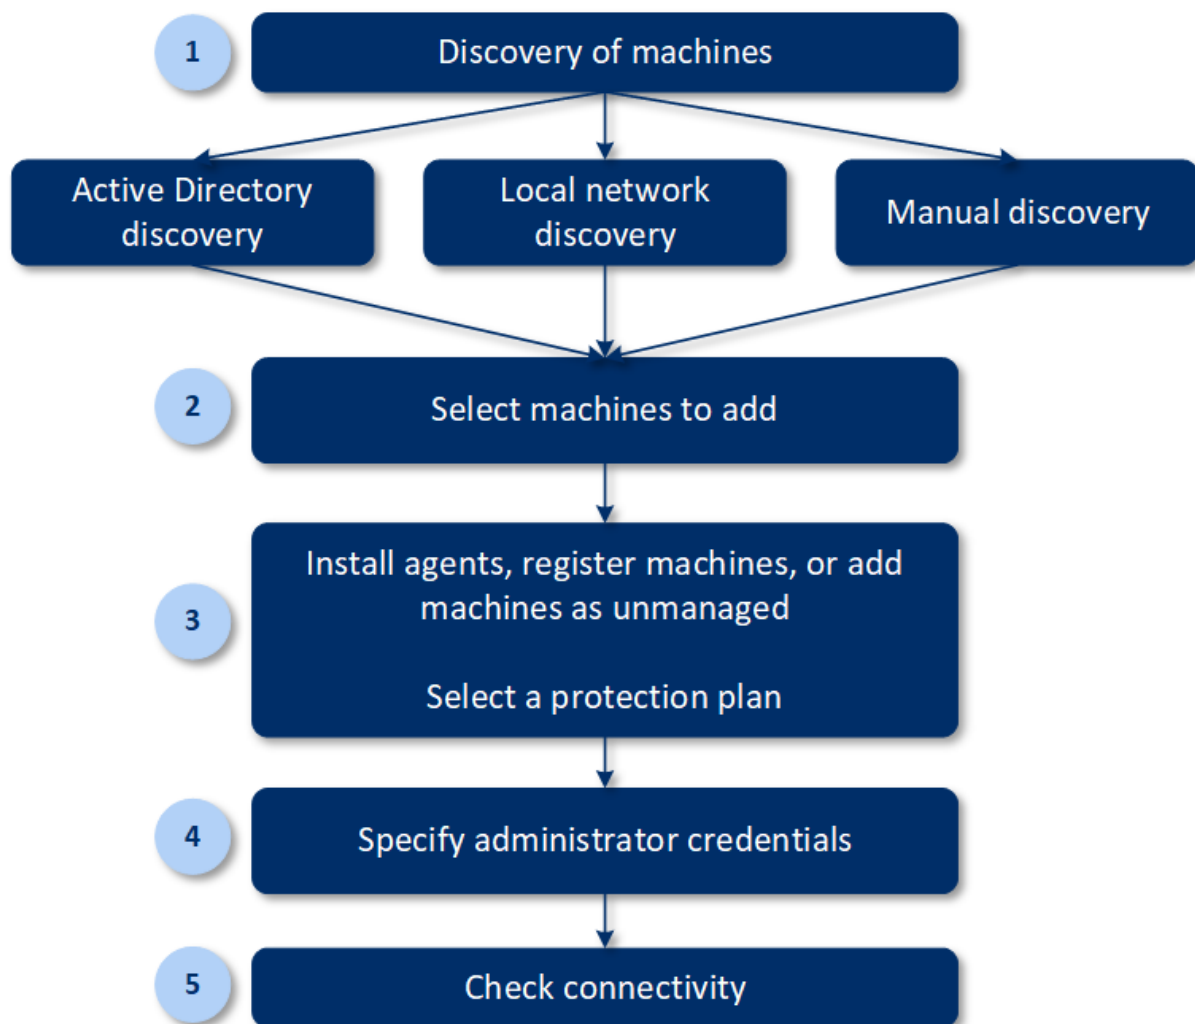 1
Discovery of machines
Active Directory
discovery
Local network
discovery
Manual discovery
2
Select machines to add
3
Install agents, register machines, or add
machines as unmanaged
Select a protection plan
4
Specify administrator credentials
5
Check connectivity